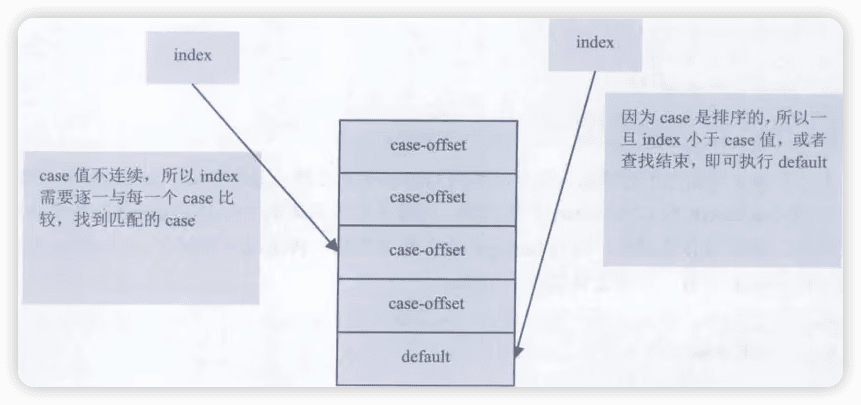 index
index
case 值不连续，所以 index
需要逐一与每一个 case 比
较，找到匹配的 case
case-offset
case-offset
case-offset
case-offset
default
因为 case 是排序的，所以一
旦 index 小于 case 值，或者
查找结束，即可执行 default